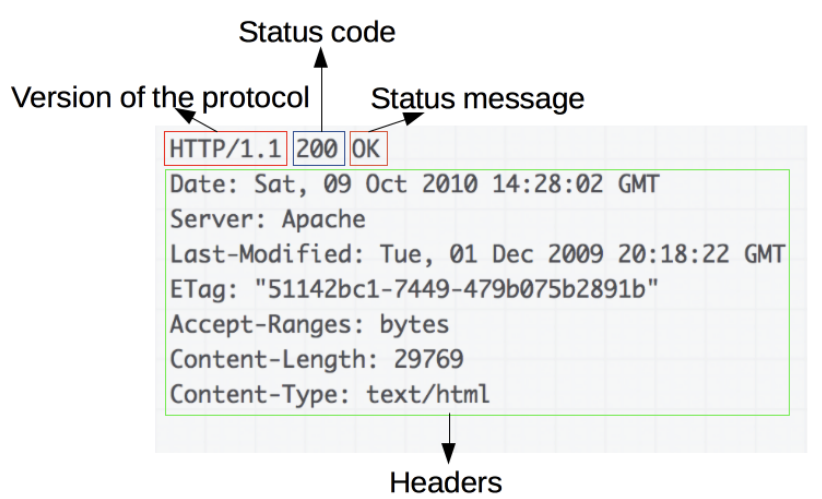 Status code
Version of the protocol
Status message
HTTP/1.1 200 OK
Date: Sat, 09 Oct 2010 14:28:02 GMT
Server: Apache
Last-Modified: Tue, 01 Dec 2009 20:18:22 GMT
ETag: "51142bc1-7449-479b075b2891b"
Accept-Ranges: bytes
Content-Length: 29769
Content-Type: text/html
Headers